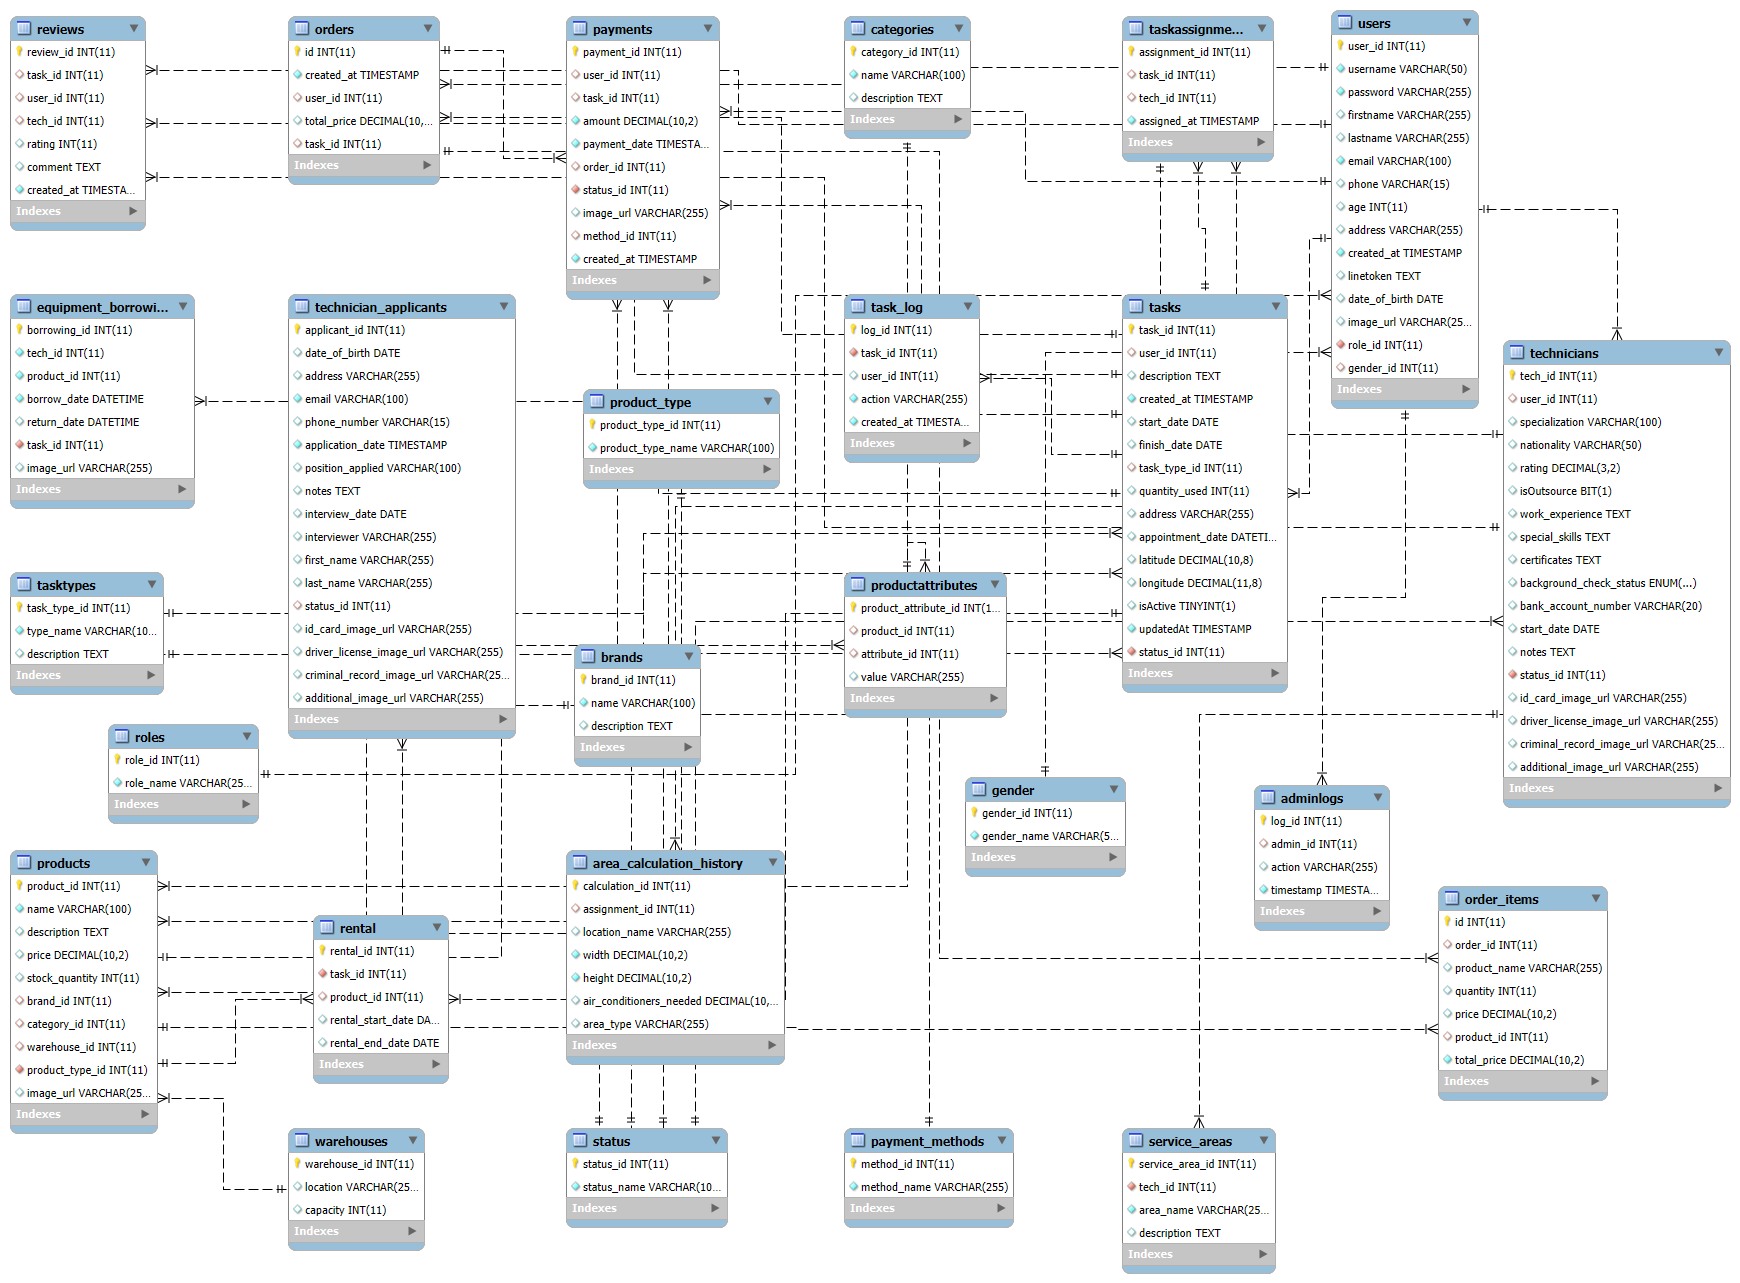 reviews
review_id INT(11)
task_id INT(11)
user_id INT(11)
tech_id INT(11)
rating INT(11)
comment TEXT
created_at TIMESTA...
Indexes
orders
id INT(11)
created_at TIMESTAMP
user_id INT(11)
total_price DECIMAL(10,...
task_id INT(11)
Indexes
payments
payment_id INT(11)
user_id INT(11)
task_id INT(11)
amount DECIMAL(10,2)
payment_date TIMESTA...
order_id INT(11)
status_id INT(11)
image_url VARCHAR(255)
method_id INT(11)
created_at TIMESTAMP
Indexes
categories
category_id INT(11)
name VARCHAR(100)
description TEXT
Indexes
taskassignme...
assignment_id INT(11)
task_id INT(11)
tech_id INT(11)
assigned_at TIMESTAMP
Indexes
users
user_id INT(11)
username VARCHAR(50)
password VARCHAR(255)
firstname VARCHAR(255)
lastname VARCHAR(255)
email VARCHAR(100)
phone VARCHAR(15)
age INT(11)
address VARCHAR(255)
created_at TIMESTAMP
linetoken TEXT
date_of_birth DATE
image_url VARCHAR(25...
role_id INT(11)
gender_id INT(11)
Indexes
equipment_borrowi...
borrowing_id INT(11)
tech_id INT(11)
product_id INT(11)
borrow_date DATETIME
return_date DATETIME
task_id INT(11)
image_url VARCHAR(255)
Indexes
technician_applicants
applicant_id INT(11)
date_of_birth DATE
address VARCHAR(255)
email VARCHAR(100)
phone_number VARCHAR(15)
application_date TIMESTAMP
position_applied VARCHAR(100)
notes TEXT
interview_date DATE
interviewer VARCHAR(255)
first_name VARCHAR(255)
last_name VARCHAR(255)
status_id INT(11)
id_card_image_url VARCHAR(255)
driver_license_image_url VARCHAR(255)
criminal_record_image_url VARCHAR(25...
additional_image_url VARCHAR(255)
Indexes
product_type
product_type_id INT(11)
product_type_name VARCHAR(100)
Indexes
task_log
log_id INT(11)
task_id INT(11)
user_id INT(11)
action VARCHAR(255)
created_at TIMESTA...
Indexes
tasks
task_id INT(11)
user_id INT(11)
description TEXT
created_at TIMESTAMP
start_date DATE
finish_date DATE
task_type_id INT(11)
quantity_used INT(11)
address VARCHAR(255)
appointment_date DATETI...
latitude DECIMAL(10,8)
longitude DECIMAL(11,8)
isActive TINYINT(1)
updatedAt TIMESTAMP
status_id INT(11)
Indexes
technicians
tech_id INT(11)
user_id INT(11)
specialization VARCHAR(100)
nationality VARCHAR(50)
rating DECIMAL(3,2)
isOutsource BIT(1)
work_experience TEXT
special_skills TEXT
certificates TEXT
background_check_status ENUM(...)
bank_account_number VARCHAR(20)
start_date DATE
notes TEXT
status_id INT(11)
id_card_image_url VARCHAR(255)
driver_license_image_url VARCHAR(255)
criminal_record_image_url VARCHAR(25...
additional_image_url VARCHAR(255)
Indexes
tasktypes
task_type_id INT(11)
type_name VARCHAR(10...
description TEXT
Indexes
productattributes
product_attribute_id INT(1...
product_id INT(11)
attribute_id INT(11)
value VARCHAR(255)
Indexes
brands
brand_id INT(11)
name VARCHAR(100)
description TEXT
Indexes
roles
role_id INT(11)
role_name VARCHAR(25...
Indexes
gender
gender_id INT(11)
gender_name VARCHAR(5...
Indexes
adminlogs
log_id INT(11)
admin_id INT(11)
action VARCHAR(255)
timestamp TIMESTA...
Indexes
products
product_id INT(11)
name VARCHAR(100)
description TEXT
price DECIMAL(10,2)
stock_quantity INT(11)
brand_id INT(11)
category_id INT(11)
warehouse_id INT(11)
product_type_id INT(11)
image_url VARCHAR(25...
Indexes
rental
rental_id INT(11)
task_id INT(11)
product_id INT(11)
rental_start_date DA...
rental_end_date DATE
Indexes
area_calculation_history
calculation_id INT(11)
assignment_id INT(11)
location_name VARCHAR(255)
width DECIMAL(10,2)
height DECIMAL(10,2)
air_conditioners_needed DECIMAL(10,...
area_type VARCHAR(255)
Indexes
order_items
id INT(11)
order_id INT(11)
product_name VARCHAR(255)
quantity INT(11)
price DECIMAL(10,2)
product_id INT(11)
total_price DECIMAL(10,2)
Indexes
warehouses
warehouse_id INT(11)
location VARCHAR(25...
capacity INT(11)
Indexes
status
status_id INT(11)
status_name VARCHAR(10...
Indexes
payment_methods
method_id INT(11)
method_name VARCHAR(255)
Indexes
service_areas
service_area_id INT(11)
tech_id INT(11)
area_name VARCHAR(25...
description TEXT
Indexes